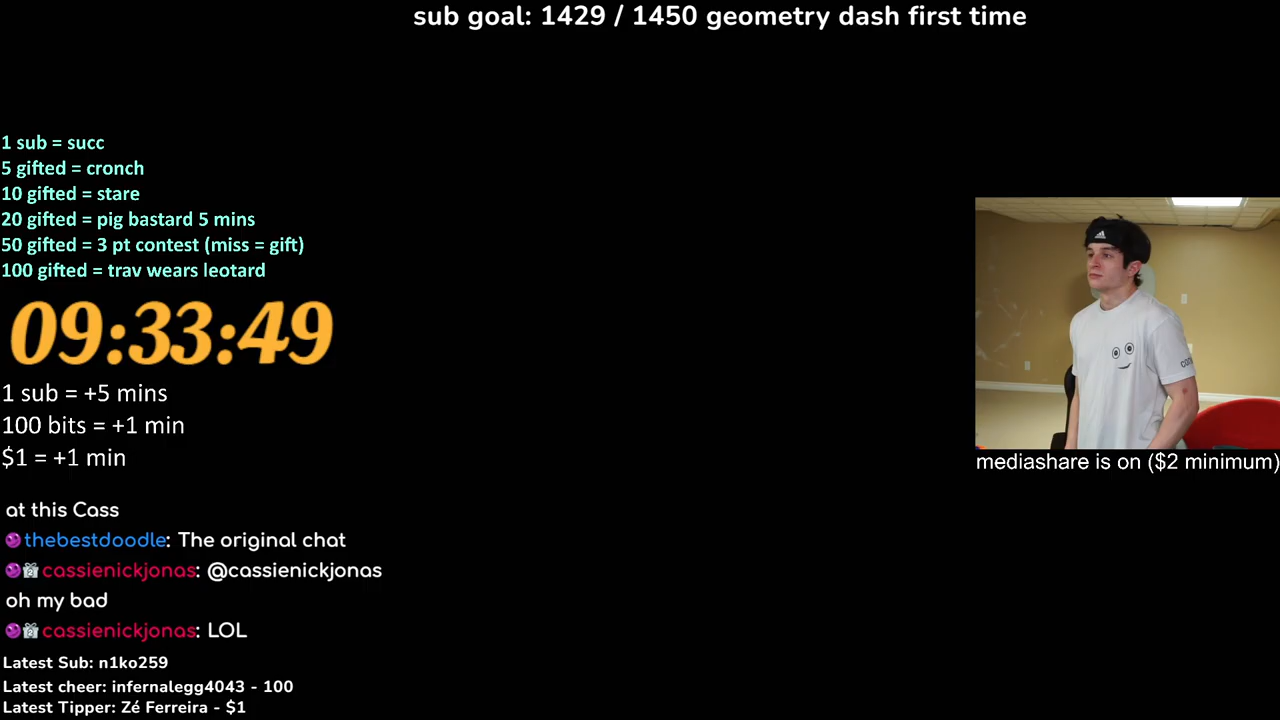 sub goal: 1429 / 1450 geometry dash first time
1 sub = succ
5 gifted = cronch
10 gifted = stare
20 gifted = pig bastard 5 mins
50 gifted = 3 pt contest (miss = gift)
100 gifted = trav wears leotard
09:33:49
1 sub = +5 mins
100 bits = +1 min
$1 = +1 min
mediashare is on ($2 minimum)
at this Cass
thebestdoodle: The original chat
cassienickjonas: @cassienickjonas
oh my bad
cassienickjonas: LOL
Latest Sub: n1ko259
Latest cheer: infernalegg4043 - 100
Latest Tipper: Zé Ferreira - $1